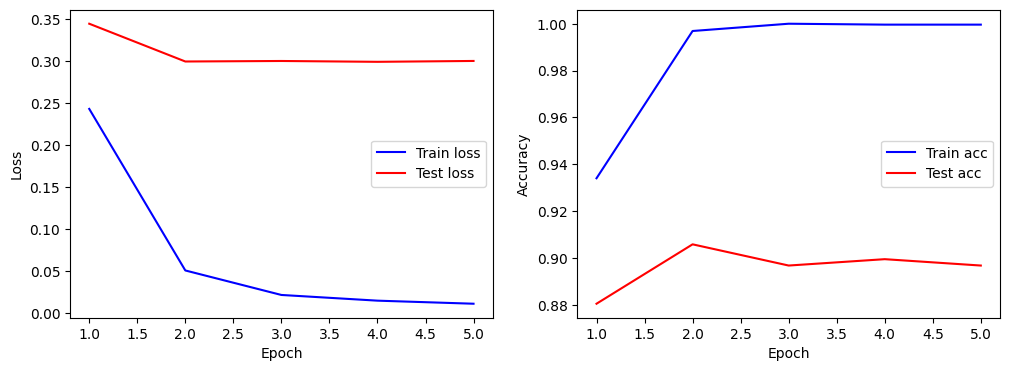 0.35
0.30
0.25
0.20
0.15
0.10
0.05
0.00
Loss
1.0 1.5 2.0 2.5 3.0 3.5 4.0 4.5 5.0
Epoch
Train loss
Test loss
1.00
0.98
0.96
0.94
0.92
0.90
0.88
Accuracy
1.0 1.5 2.0 2.5 3.0 3.5 4.0 4.5 5.0
Epoch
Train acc
Test acc